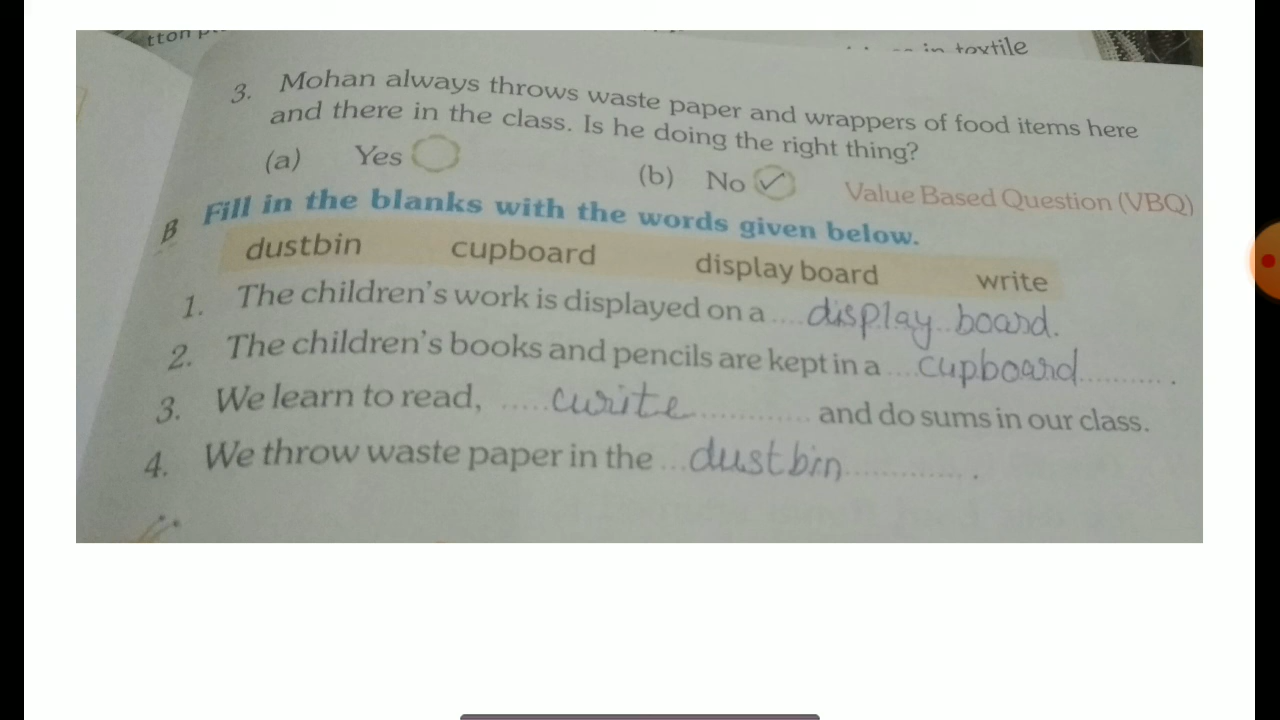 in textile
3. Mohan always throws waste paper and wrappers of food items here
and there in the class. Is he doing the right thing?
(a) Yes (b) No ✓ Value Based Question (VBQ)
B Fill in the blanks with the words given below.
dustbin cupboard display board write
1. The children's work is displayed on a .... display board.
2. The children's books and pencils are kept in a .... cupboard .......... .
3. We learn to read, ..... write ............ and do sums in our class.
4. We throw waste paper in the ... dustbin .............. .